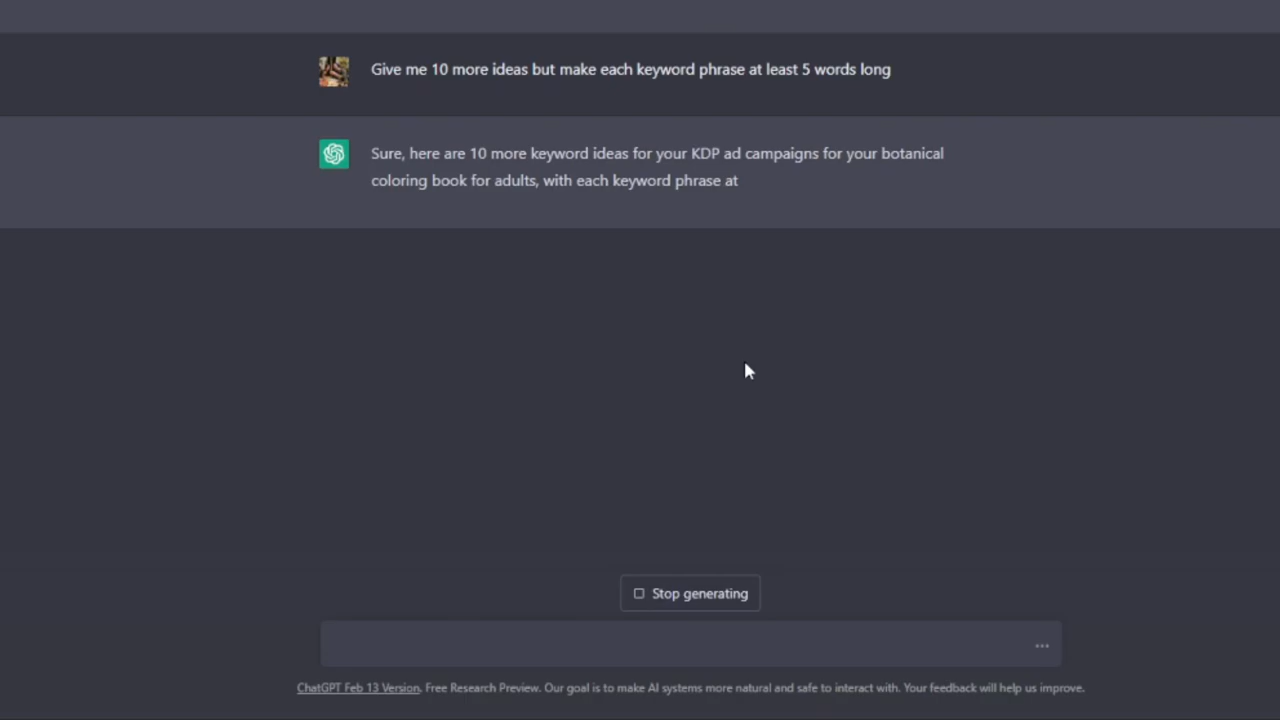 Give me 10 more ideas but make each keyword phrase at least 5 words long
Sure, here are 10 more keyword ideas for your KDP ad campaigns for your botanical
coloring book for adults, with each keyword phrase at
Stop generating
ChatGPT Feb 13 Version. Free Research Preview. Our goal is to make AI systems more natural and safe to interact with. Your feedback will help us improve.